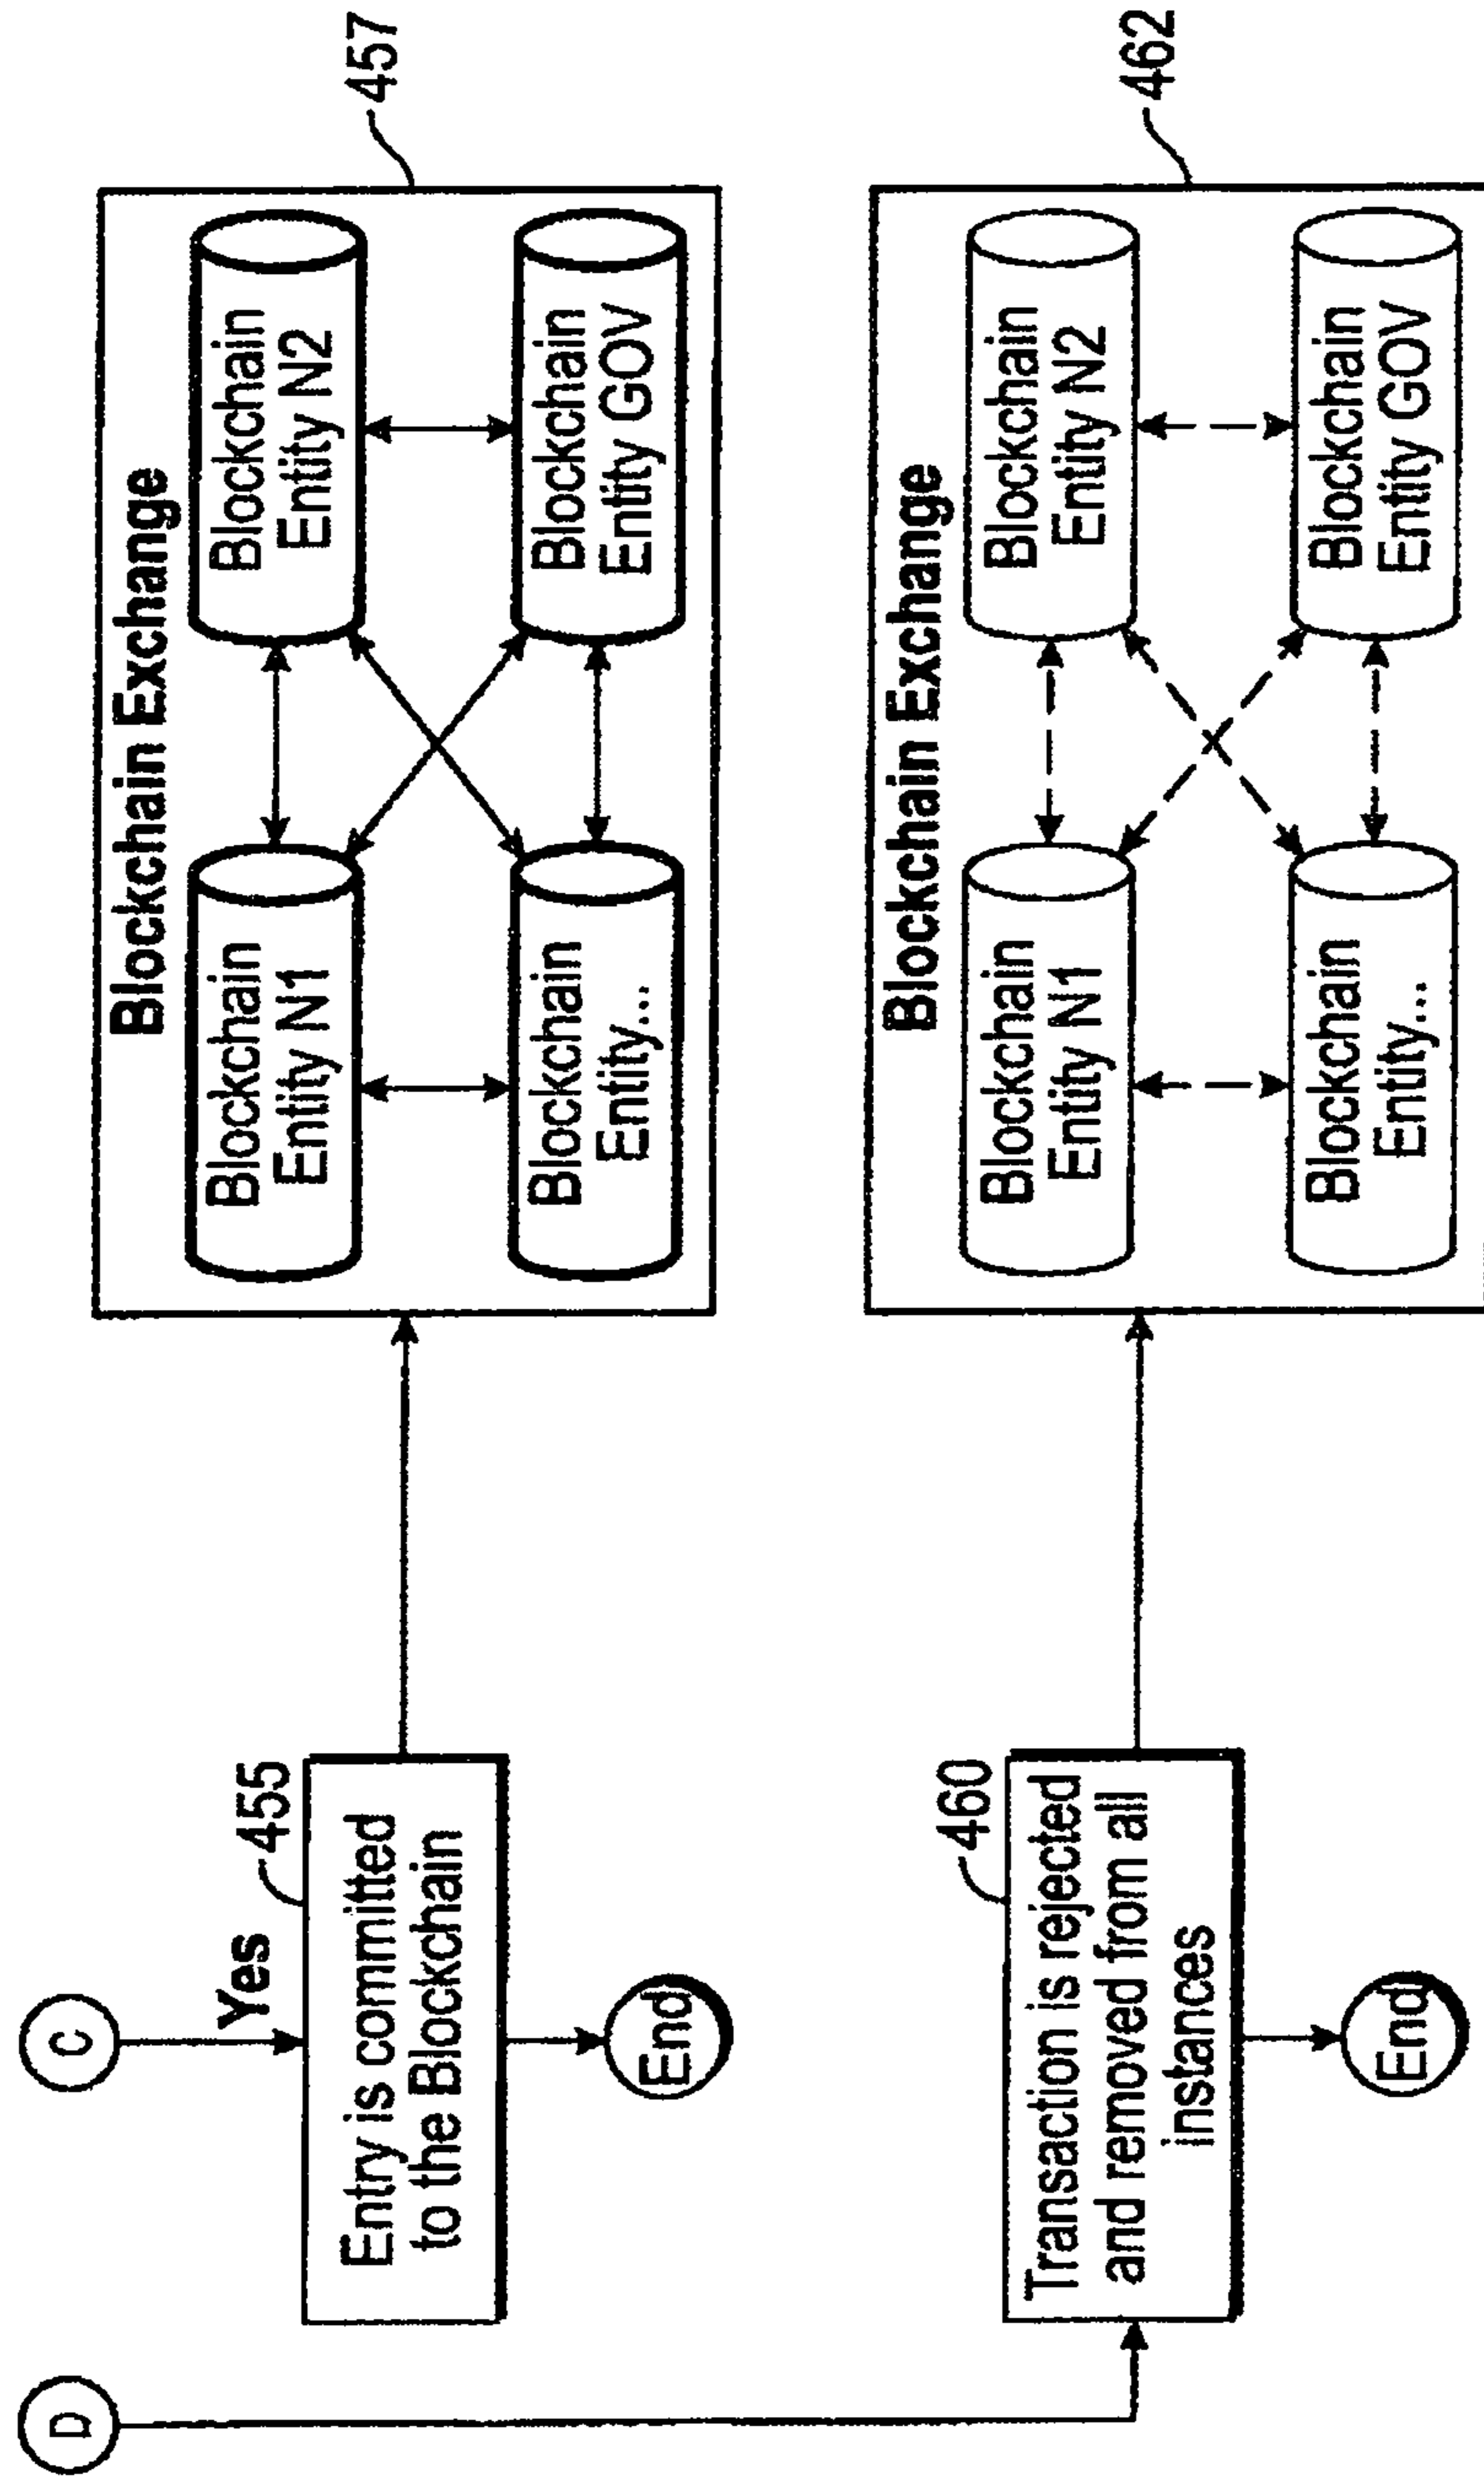 D
C
Yes
455
Entry is committed
to the Blockchain
End
457
Blockchain Exchange
Blockchain
Entity N1
Blockchain
Entity N2
Blockchain
Entity...
Blockchain
Entity GOV
460
Transaction is rejected
and removed from all
instances
End
462
Blockchain Exchange
Blockchain
Entity N1
Blockchain
Entity N2
Blockchain
Entity...
Blockchain
Entity GOV